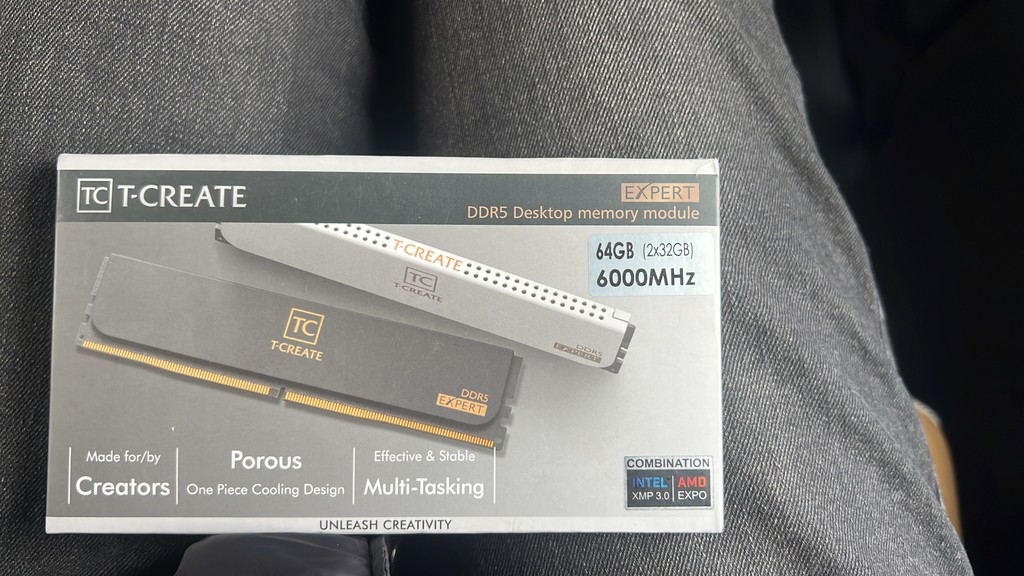 TC T-CREATE
EXPERT
DDR5 Desktop memory module
64GB (2x32GB)
6000MHz
T-CREATE
TC
T-CREATE
DDR5
EXPERT
TC
T-CREATE
DDR5
EXPERT
Made for/by
Creators
Porous
One Piece Cooling Design
Effective & Stable
Multi-Tasking
COMBINATION
INTEL AMD
XMP 3.0 EXPO
UNLEASH CREATIVITY